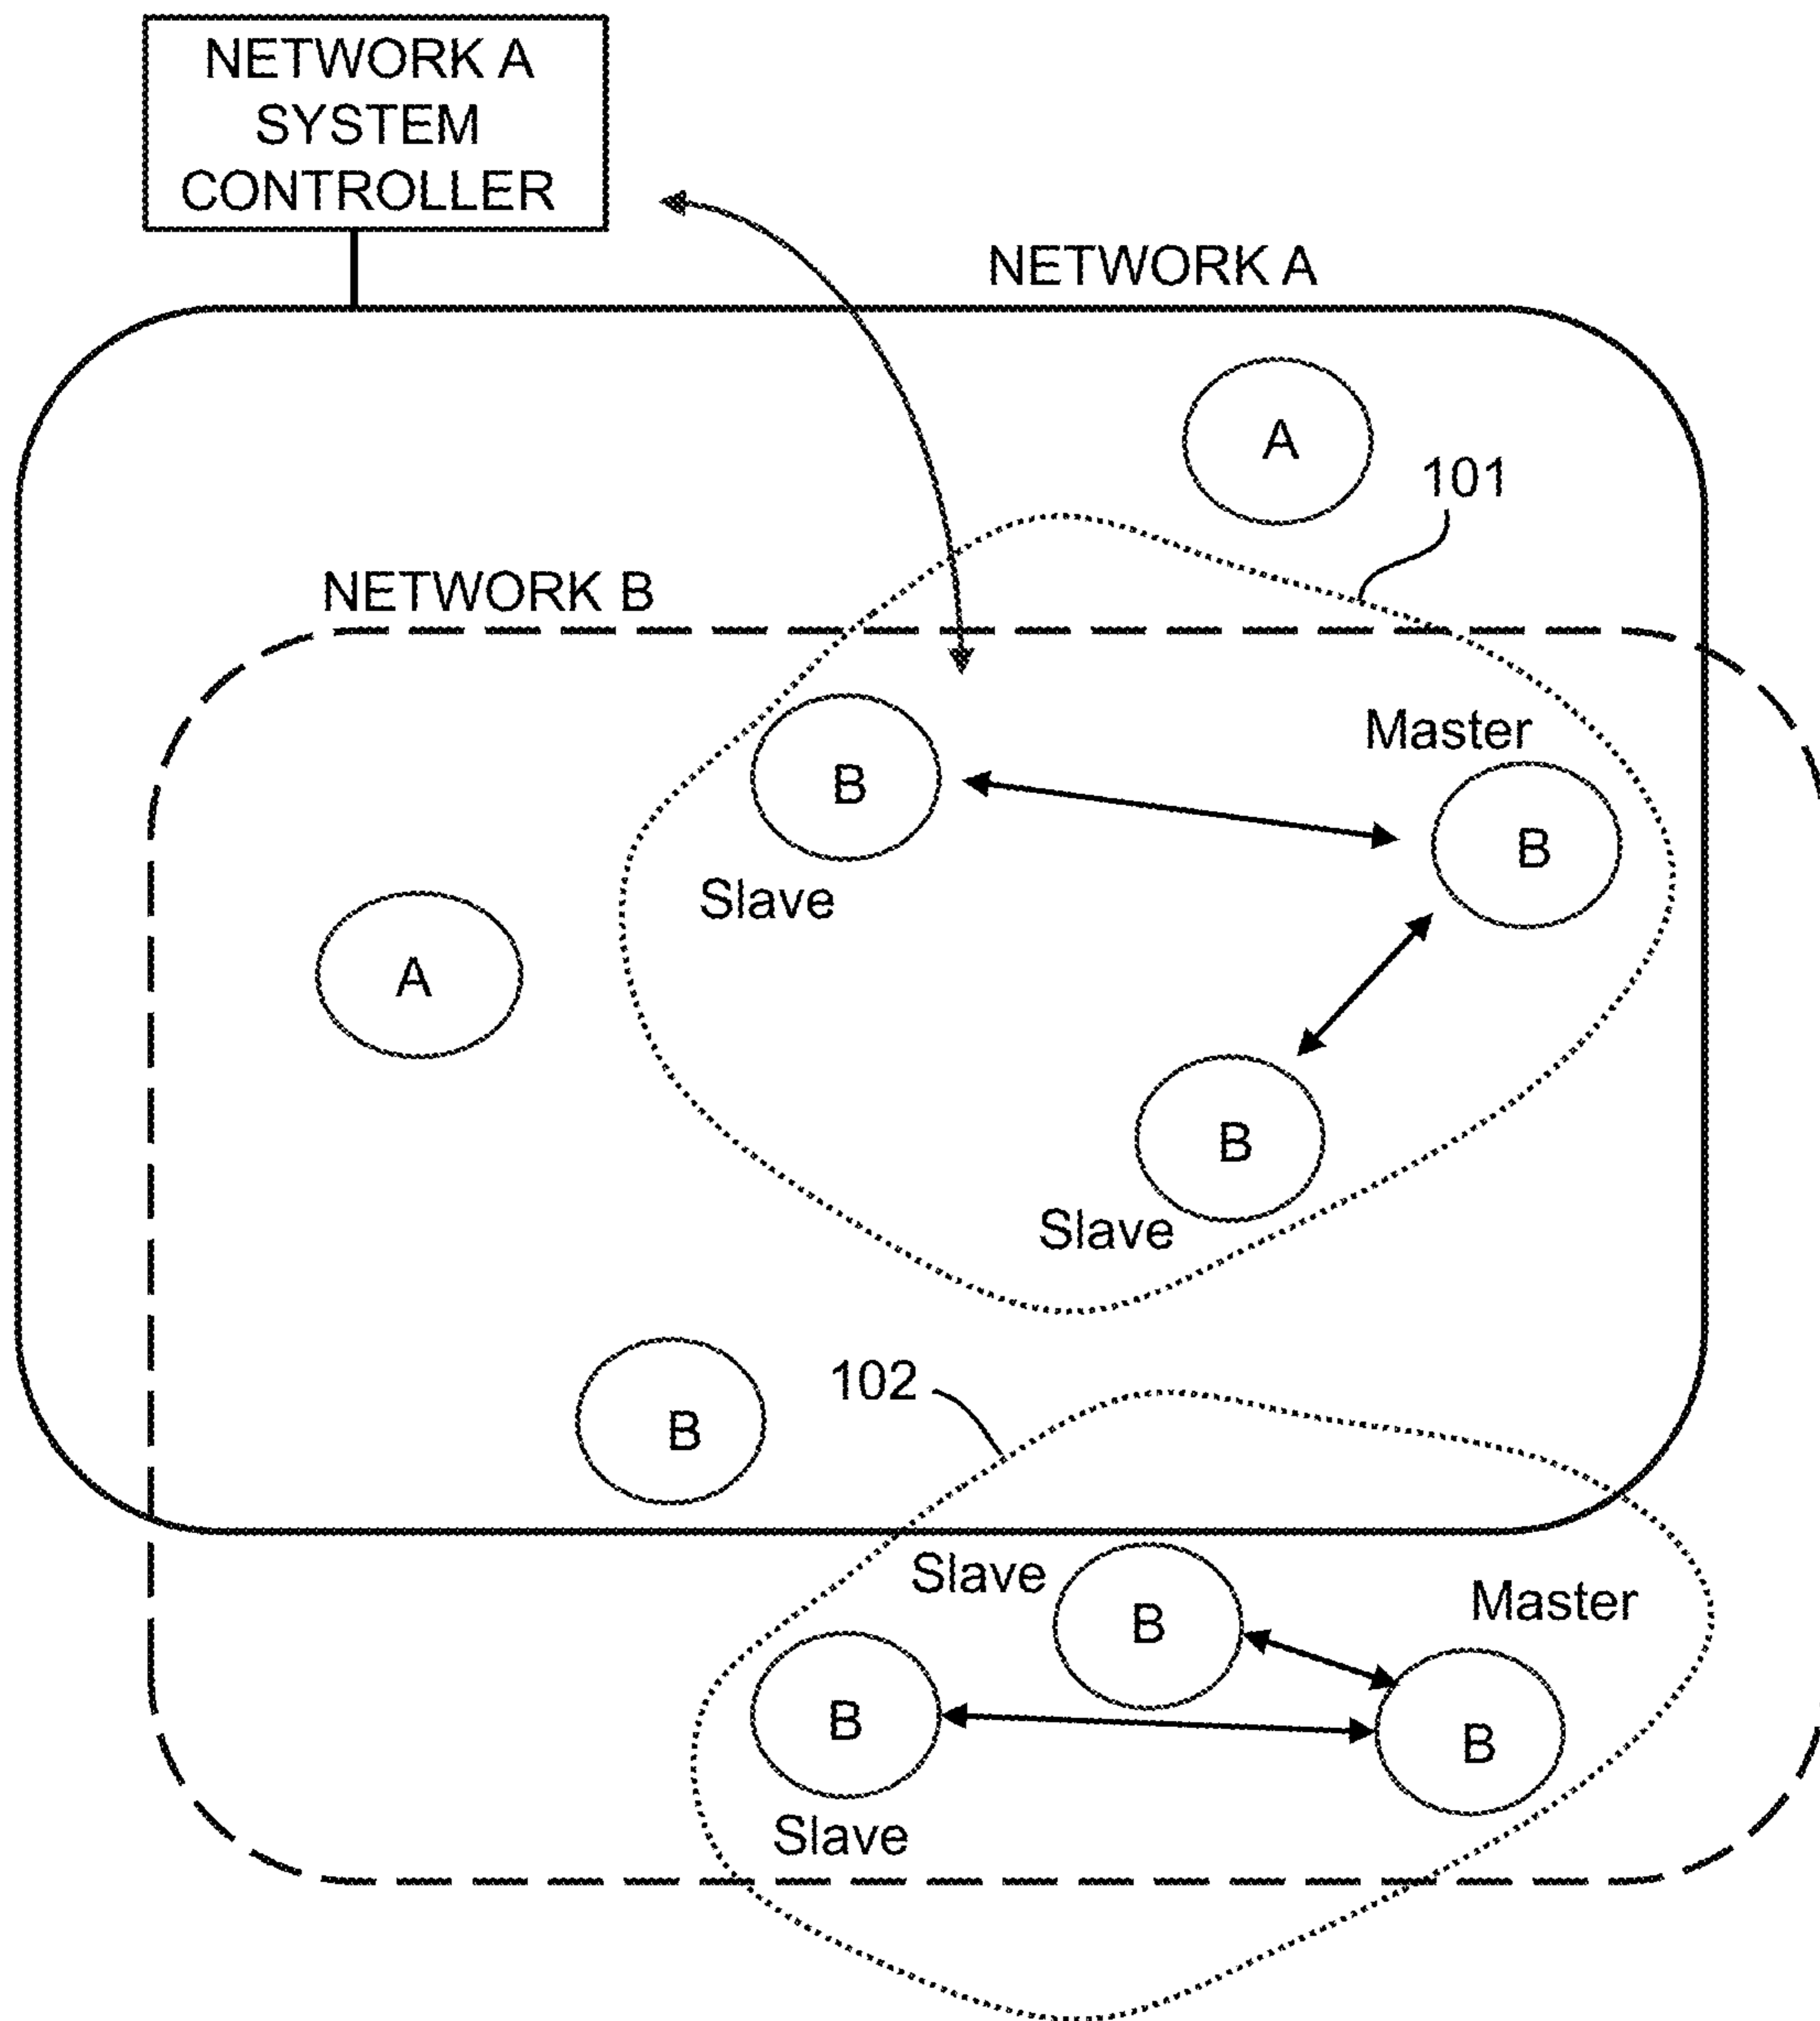 NETWORK A
SYSTEM
CONTROLLER
NETWORK A
A
101
NETWORK B
Master
B
B
Slave
A
B
Slave
102
B
Slave
Master
B
B
B
Slave